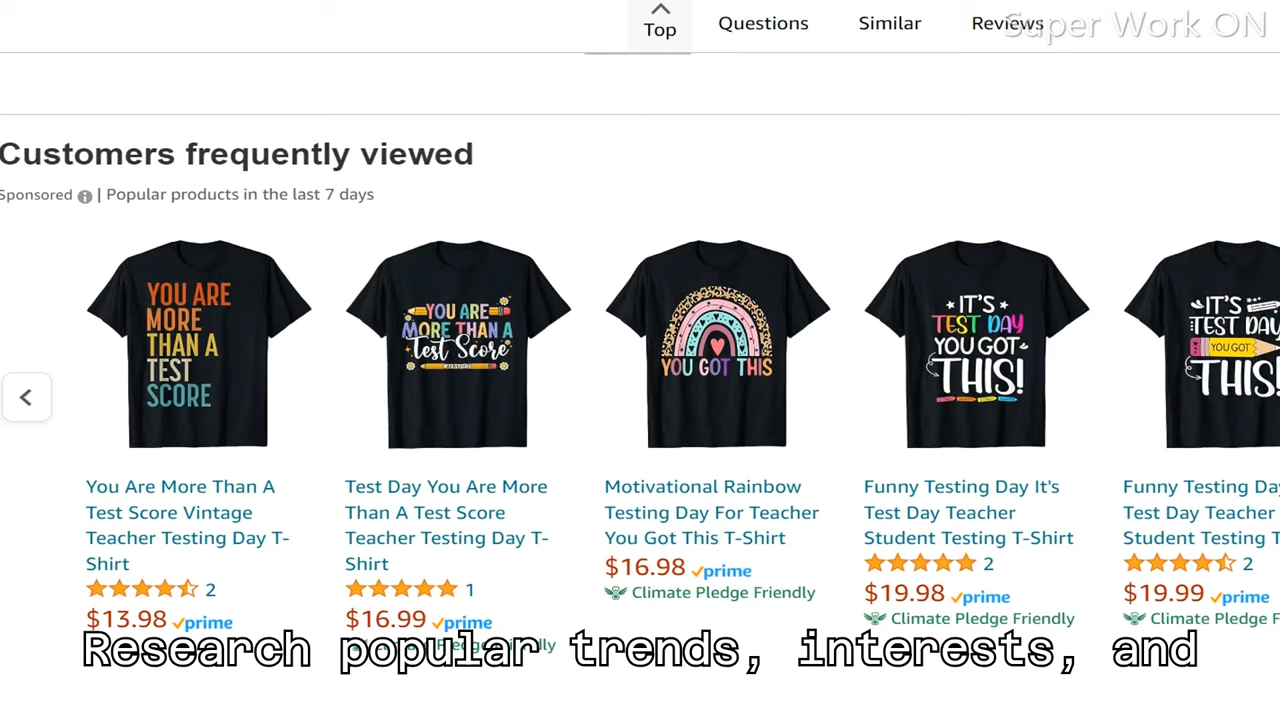 Top
Questions
Similar
Reviews
Super Work ON
Customers frequently viewed
Sponsored | Popular products in the last 7 days
YOU ARE
MORE
THAN A
TEST
SCORE
YOU ARE
MORE THAN A
Test Score
#TESTDAY
YOU GOT THIS
IT'S
TEST DAY
YOU GOT
THIS!
IT'S
TEST DAY
YOU GOT
THIS!
You Are More Than A
Test Score Vintage
Teacher Testing Day T-
Shirt
2
$13.98 prime
Test Day You Are More
Than A Test Score
Teacher Testing Day T-
Shirt
1
$16.99 prime
Motivational Rainbow
Testing Day For Teacher
You Got This T-Shirt
$16.98 prime
Climate Pledge Friendly
Funny Testing Day It's
Test Day Teacher
Student Testing T-Shirt
2
$19.98 prime
Climate Pledge Friendly
Funny Testing Day
Test Day Teacher
Student Testing T
2
$19.99 prime
Climate Pledge F
Research popular trends, interests, and